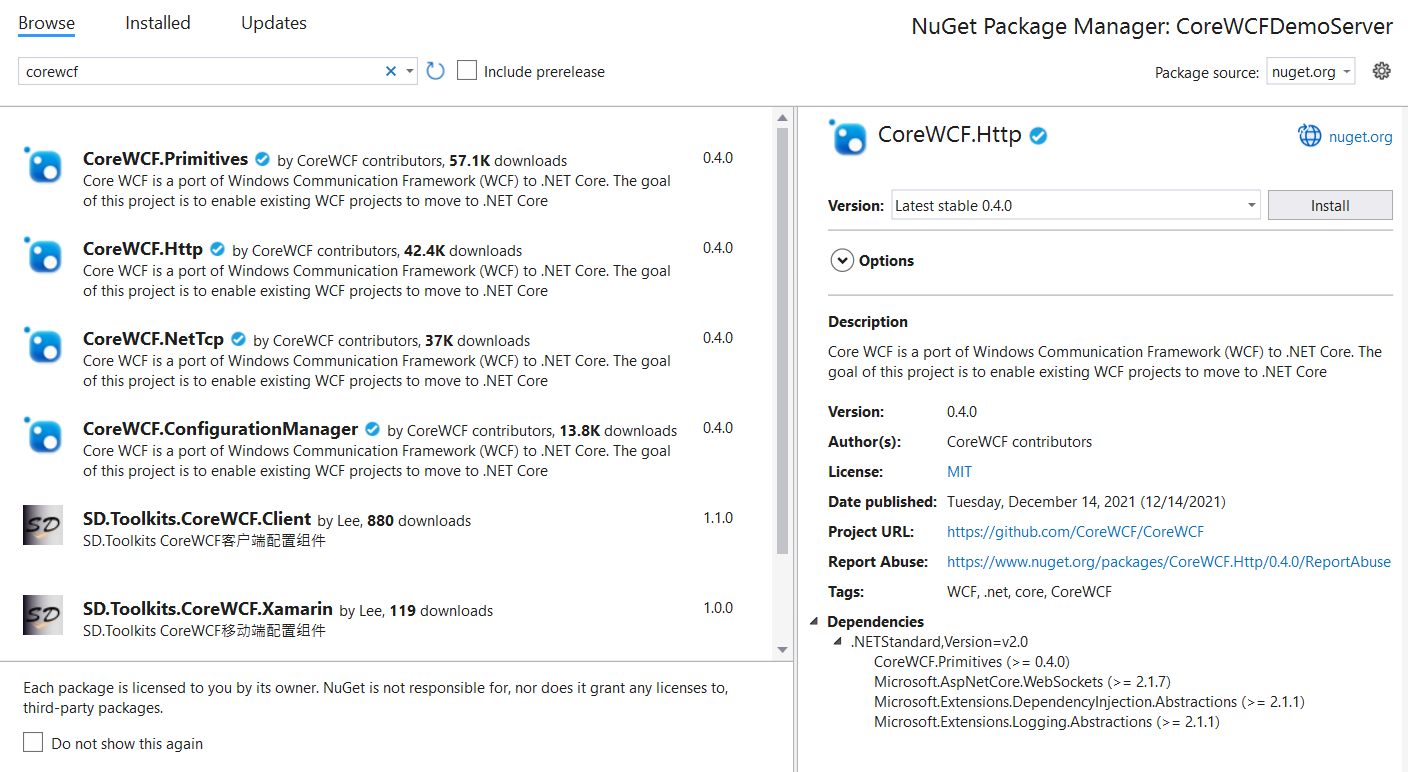 Browse Installed Updates
NuGet Package Manager: CoreWCFDemoServer
corewcf
Include prerelease
Package source: nuget.org
CoreWCF.Primitives by CoreWCF contributors, 57.1K downloads 0.4.0
Core WCF is a port of Windows Communication Framework (WCF) to .NET Core. The goal
of this project is to enable existing WCF projects to move to .NET Core
CoreWCF.Http by CoreWCF contributors, 42.4K downloads 0.4.0
Core WCF is a port of Windows Communication Framework (WCF) to .NET Core. The goal
of this project is to enable existing WCF projects to move to .NET Core
CoreWCF.NetTcp by CoreWCF contributors, 37K downloads 0.4.0
Core WCF is a port of Windows Communication Framework (WCF) to .NET Core. The goal
of this project is to enable existing WCF projects to move to .NET Core
CoreWCF.ConfigurationManager by CoreWCF contributors, 13.8K downloads 0.4.0
Core WCF is a port of Windows Communication Framework (WCF) to .NET Core. The goal
of this project is to enable existing WCF projects to move to .NET Core
SD
SD.Toolkits.CoreWCF.Client by Lee, 880 downloads 1.1.0
SD.Toolkits CoreWCF客户端配置组件
SD
SD.Toolkits.CoreWCF.Xamarin by Lee, 119 downloads 1.0.0
SD.Toolkits CoreWCF移动端配置组件
Each package is licensed to you by its owner. NuGet is not responsible for, nor does it grant any licenses to,
third-party packages.
Do not show this again
CoreWCF.Http
nuget.org
Version: Latest stable 0.4.0 Install
Options
Description
Core WCF is a port of Windows Communication Framework (WCF) to .NET Core. The
goal of this project is to enable existing WCF projects to move to .NET Core
Version: 0.4.0
Author(s): CoreWCF contributors
License: MIT
Date published: Tuesday, December 14, 2021 (12/14/2021)
Project URL: https://github.com/CoreWCF/CoreWCF
Report Abuse: https://www.nuget.org/packages/CoreWCF.Http/0.4.0/ReportAbuse
Tags: WCF, .net, core, CoreWCF
Dependencies
.NETStandard,Version=v2.0
CoreWCF.Primitives (>= 0.4.0)
Microsoft.AspNetCore.WebSockets (>= 2.1.7)
Microsoft.Extensions.DependencyInjection.Abstractions (>= 2.1.1)
Microsoft.Extensions.Logging.Abstractions (>= 2.1.1)